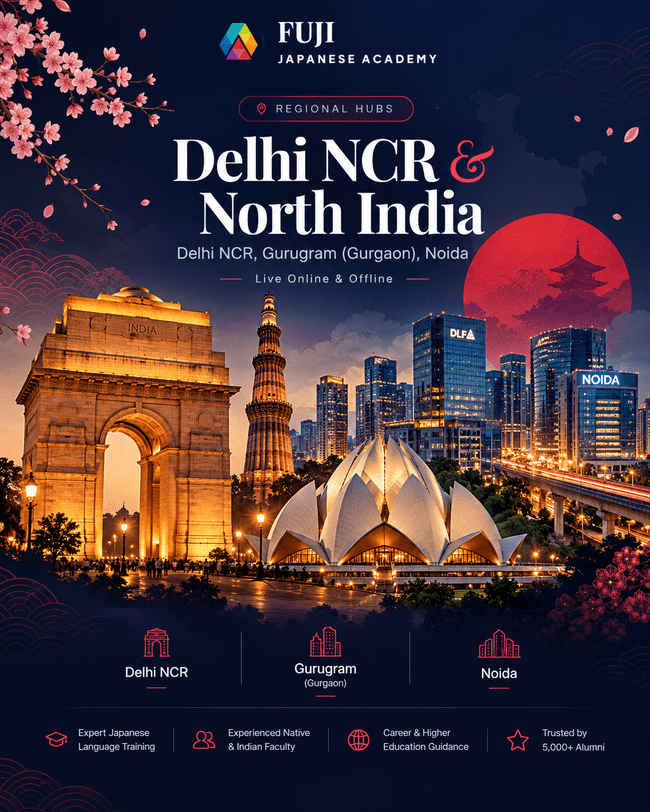 FUJI
JAPANESE ACADEMY
REGIONAL HUBS
Delhi NCR &
North India
Delhi NCR, Gurugram (Gurgaon), Noida
Live Online & Offline
INDIA
DLF
NOIDA
Delhi NCR
Gurugram
(Gurgaon)
Noida
Expert Japanese
Language Training
Experienced Native
& Indian Faculty
Career & Higher
Education Guidance
Trusted by
5,000+ Alumni